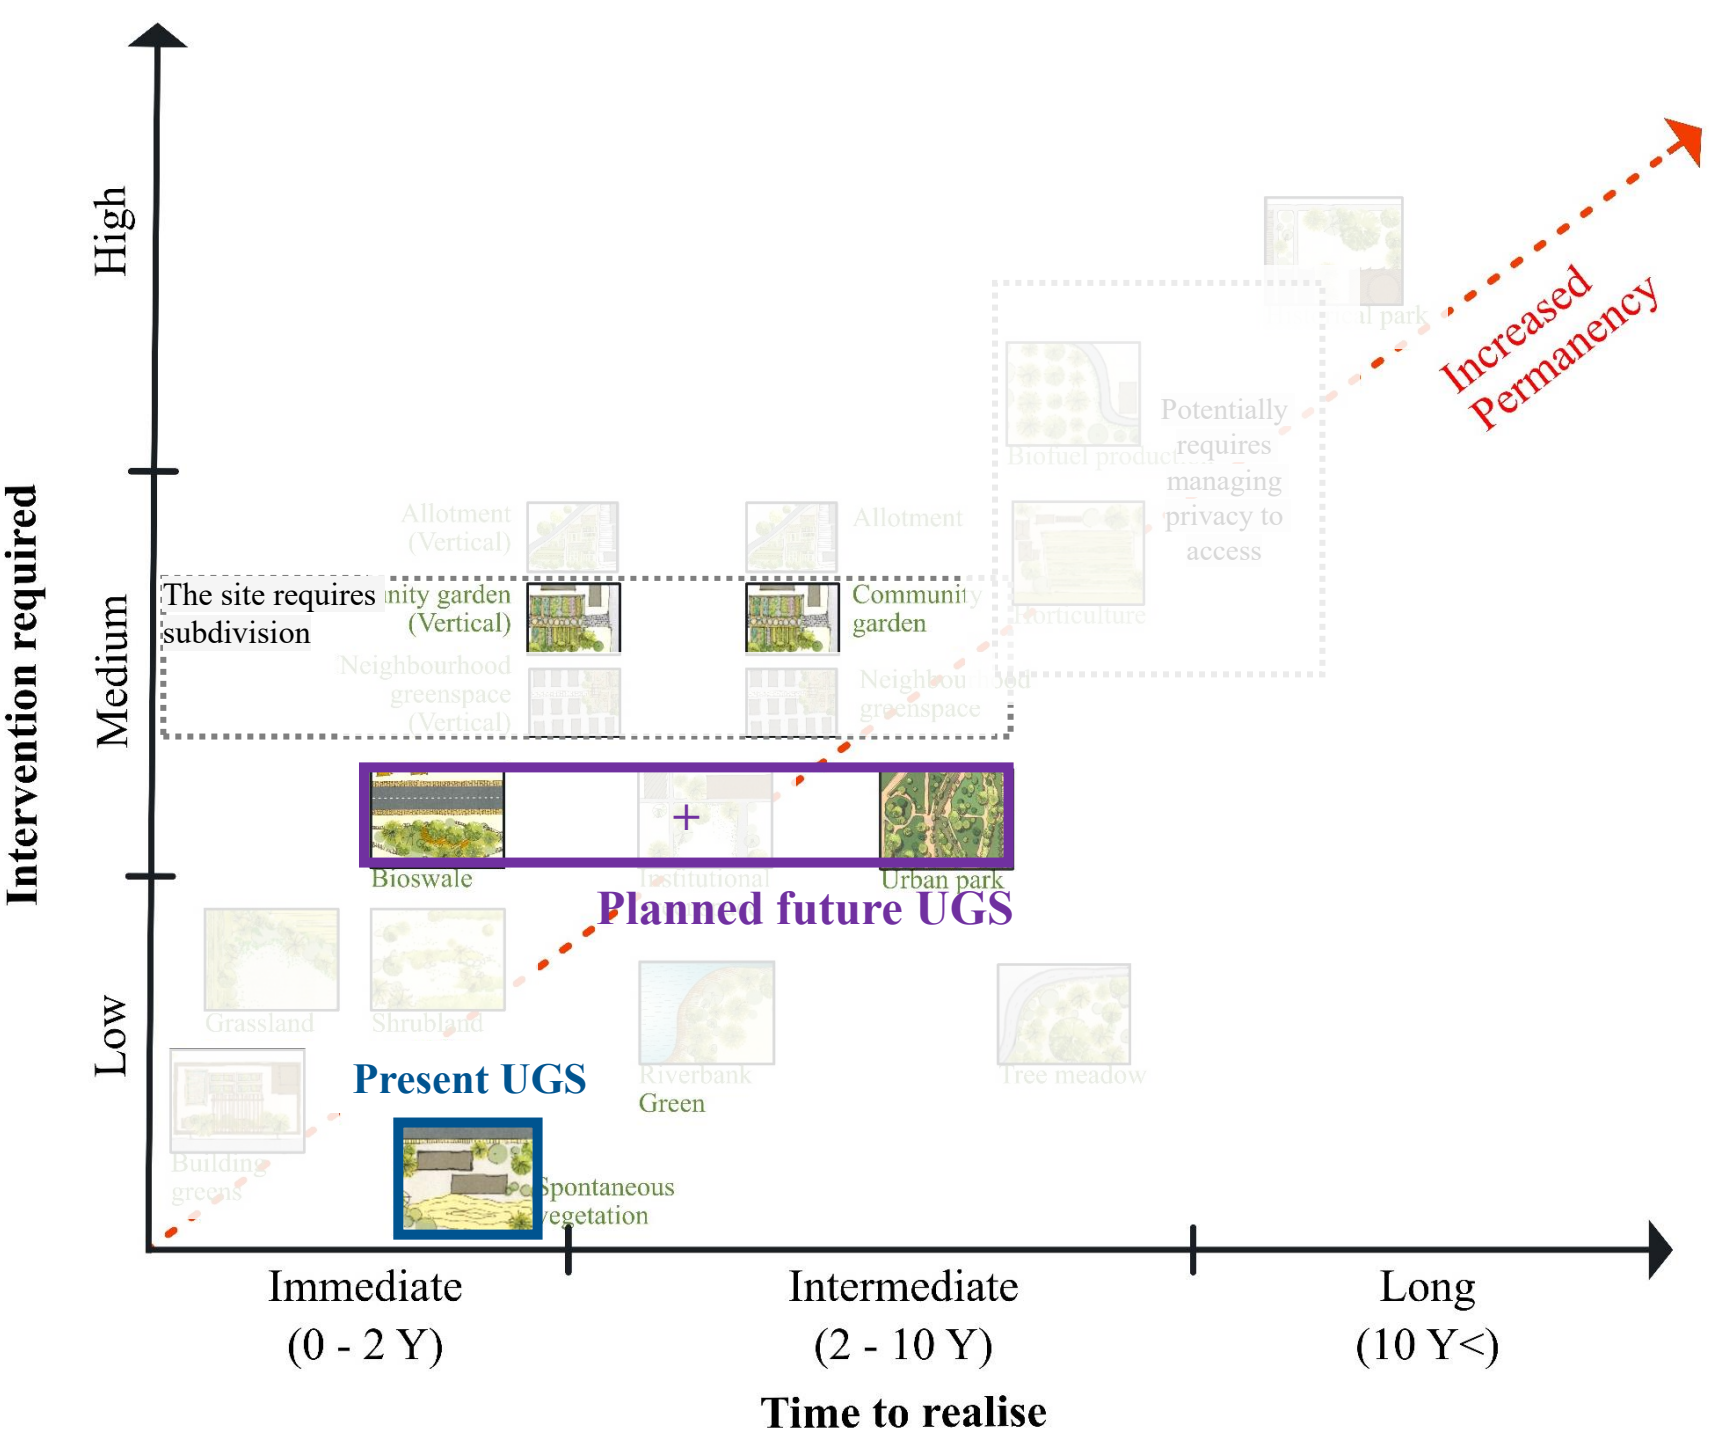 High
Medium
Low
Intervention required
Increased
Permanency
al park
Potentially
requires
managing
privacy to
access
Biofuel product
Horticulture
Allotment
(Vertical)
Allotment
The site requires
subdivision
nity garden
(Vertical)
Community
garden
Neighbourhood
greenspace
(Vertical)
Neighbourhood
greenspace
+
Bioswale
Institutional
Urban park
Planned future UGS
Grassland
Shrubland
Present UGS
Riverbank
Green
Tree meadow
Building
greens
Spontaneous
vegetation
Immediate
(0 - 2 Y)
Intermediate
(2 - 10 Y)
Long
(10 Y<)
Time to realise